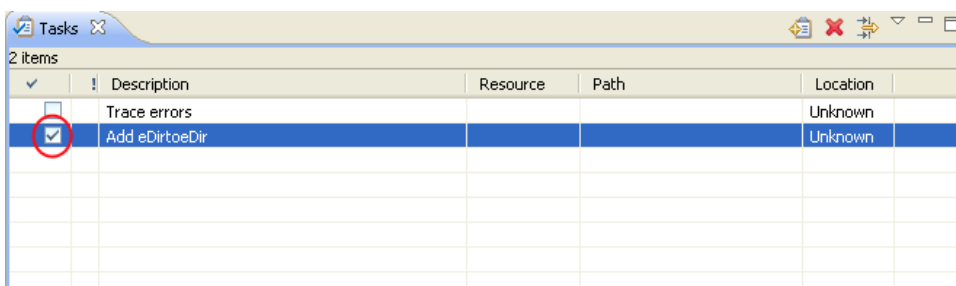 Tasks
2 items
! Description Resource Path Location
Trace errors Unknown
Add eDirtoeDir Unknown